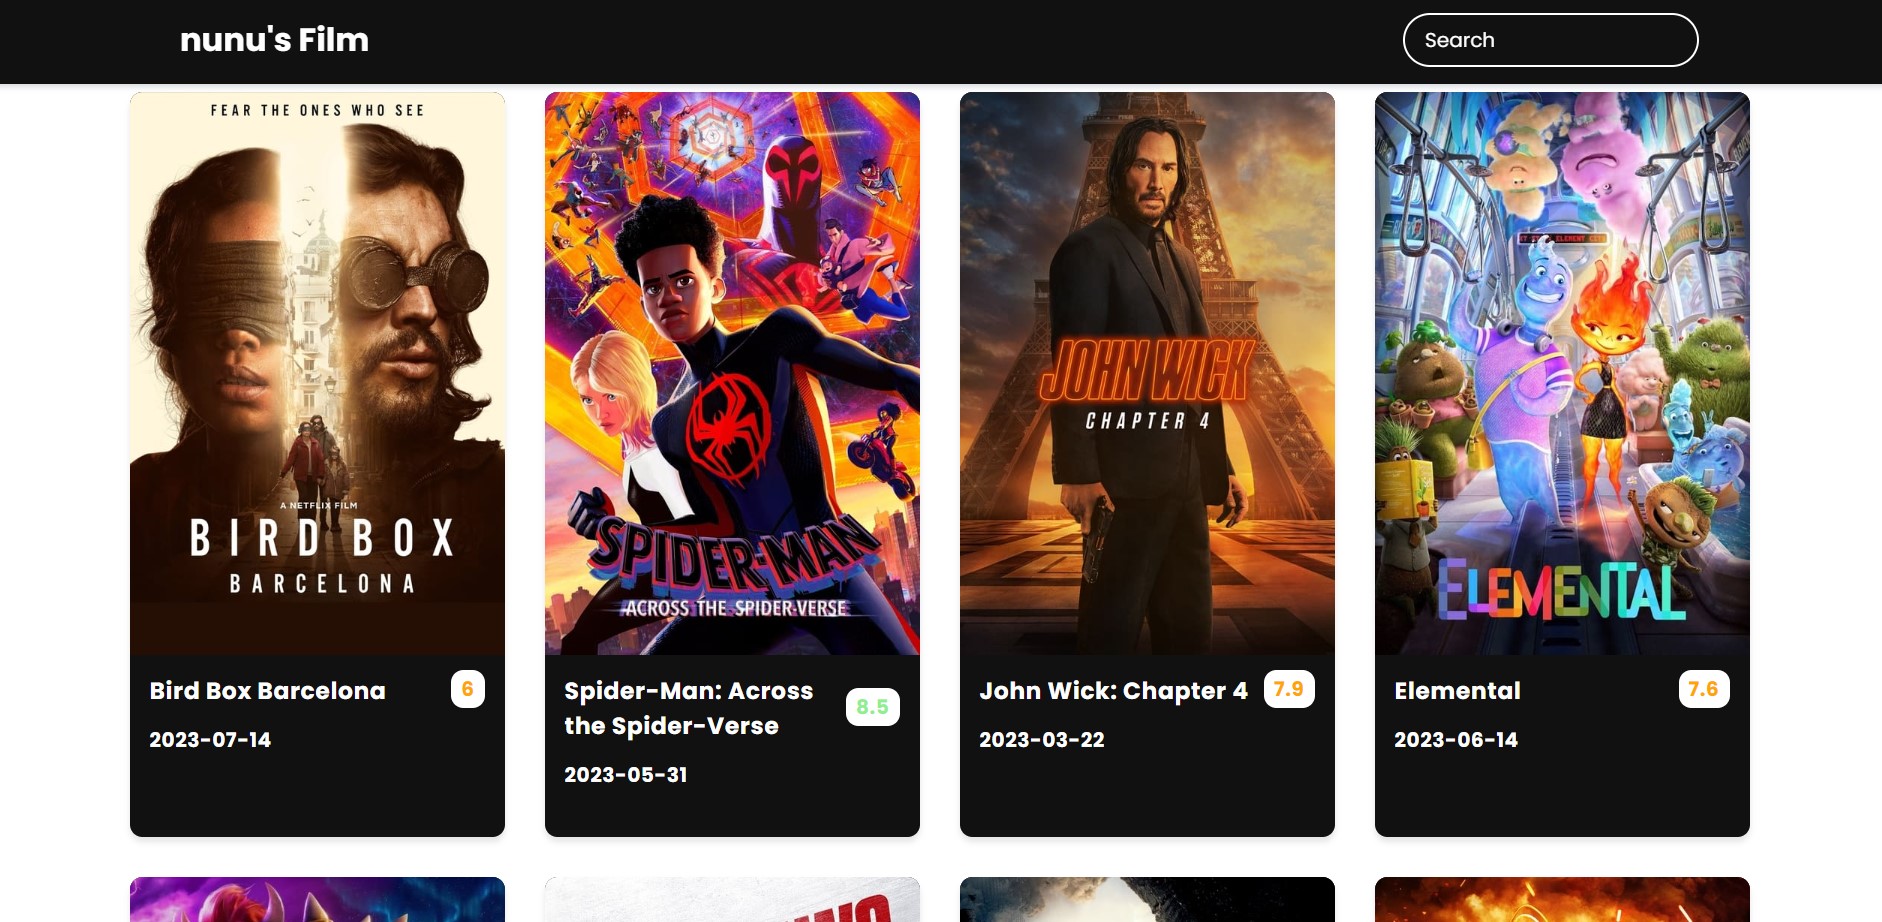 nunu's Film
Search
FEAR THE ONES WHO SEE
A NETFLIX FILM
BIRD BOX
BARCELONA
SPIDER-MAN
ACROSS THE SPIDER-VERSE
JOHN WICK
CHAPTER 4
ELEMENTAL
Bird Box Barcelona
6
2023-07-14
Spider-Man: Across
the Spider-Verse
8.5
2023-05-31
John Wick: Chapter 4
7.9
2023-03-22
Elemental
7.6
2023-06-14